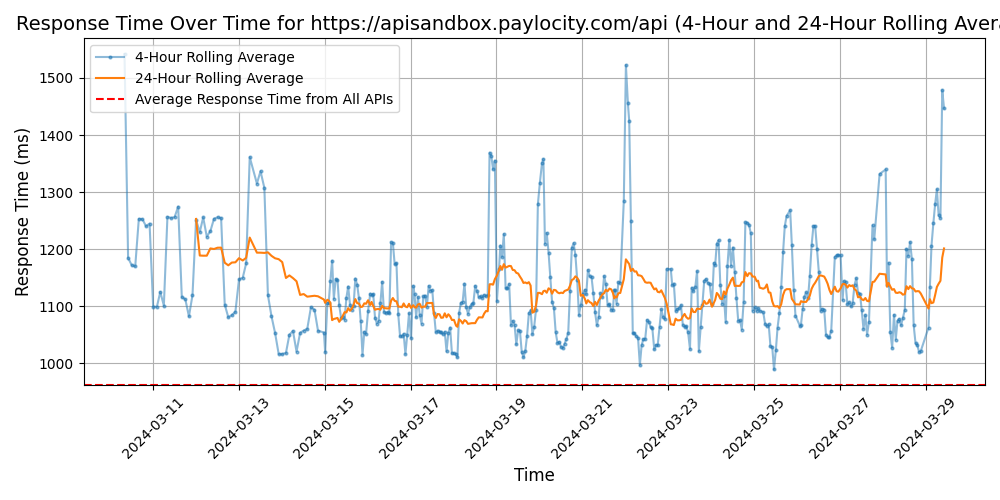 Response Time Over Time for https://apisandbox.paylocity.com/api (4-Hour and 24-Hour Rolling Avera
4-Hour Rolling Average
24-Hour Rolling Average
Average Response Time from All APIs
Response Time (ms)
1500
1400
1300
1200
1100
1000
2024-03-11
2024-03-13
2024-03-15
2024-03-17
2024-03-19
2024-03-21
2024-03-23
2024-03-25
2024-03-27
2024-03-29
Time